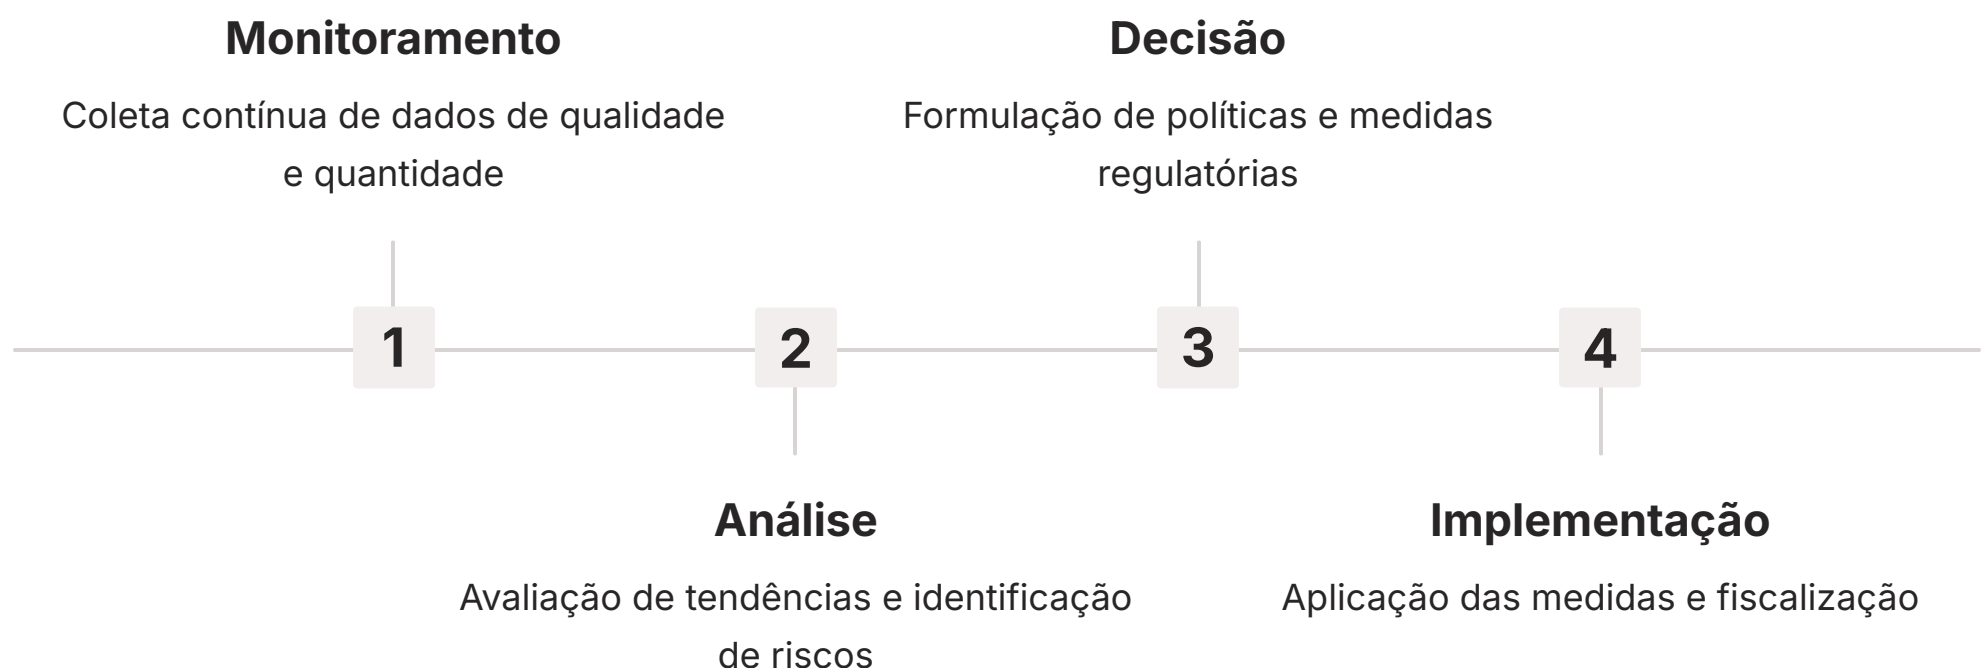 Monitoramento
Coleta contínua de dados de qualidade
e quantidade
Decisão
Formulação de políticas e medidas
regulatórias
1
2
3
4
Análise
Avaliação de tendências e identificação
de riscos
Implementação
Aplicação das medidas e fiscalização